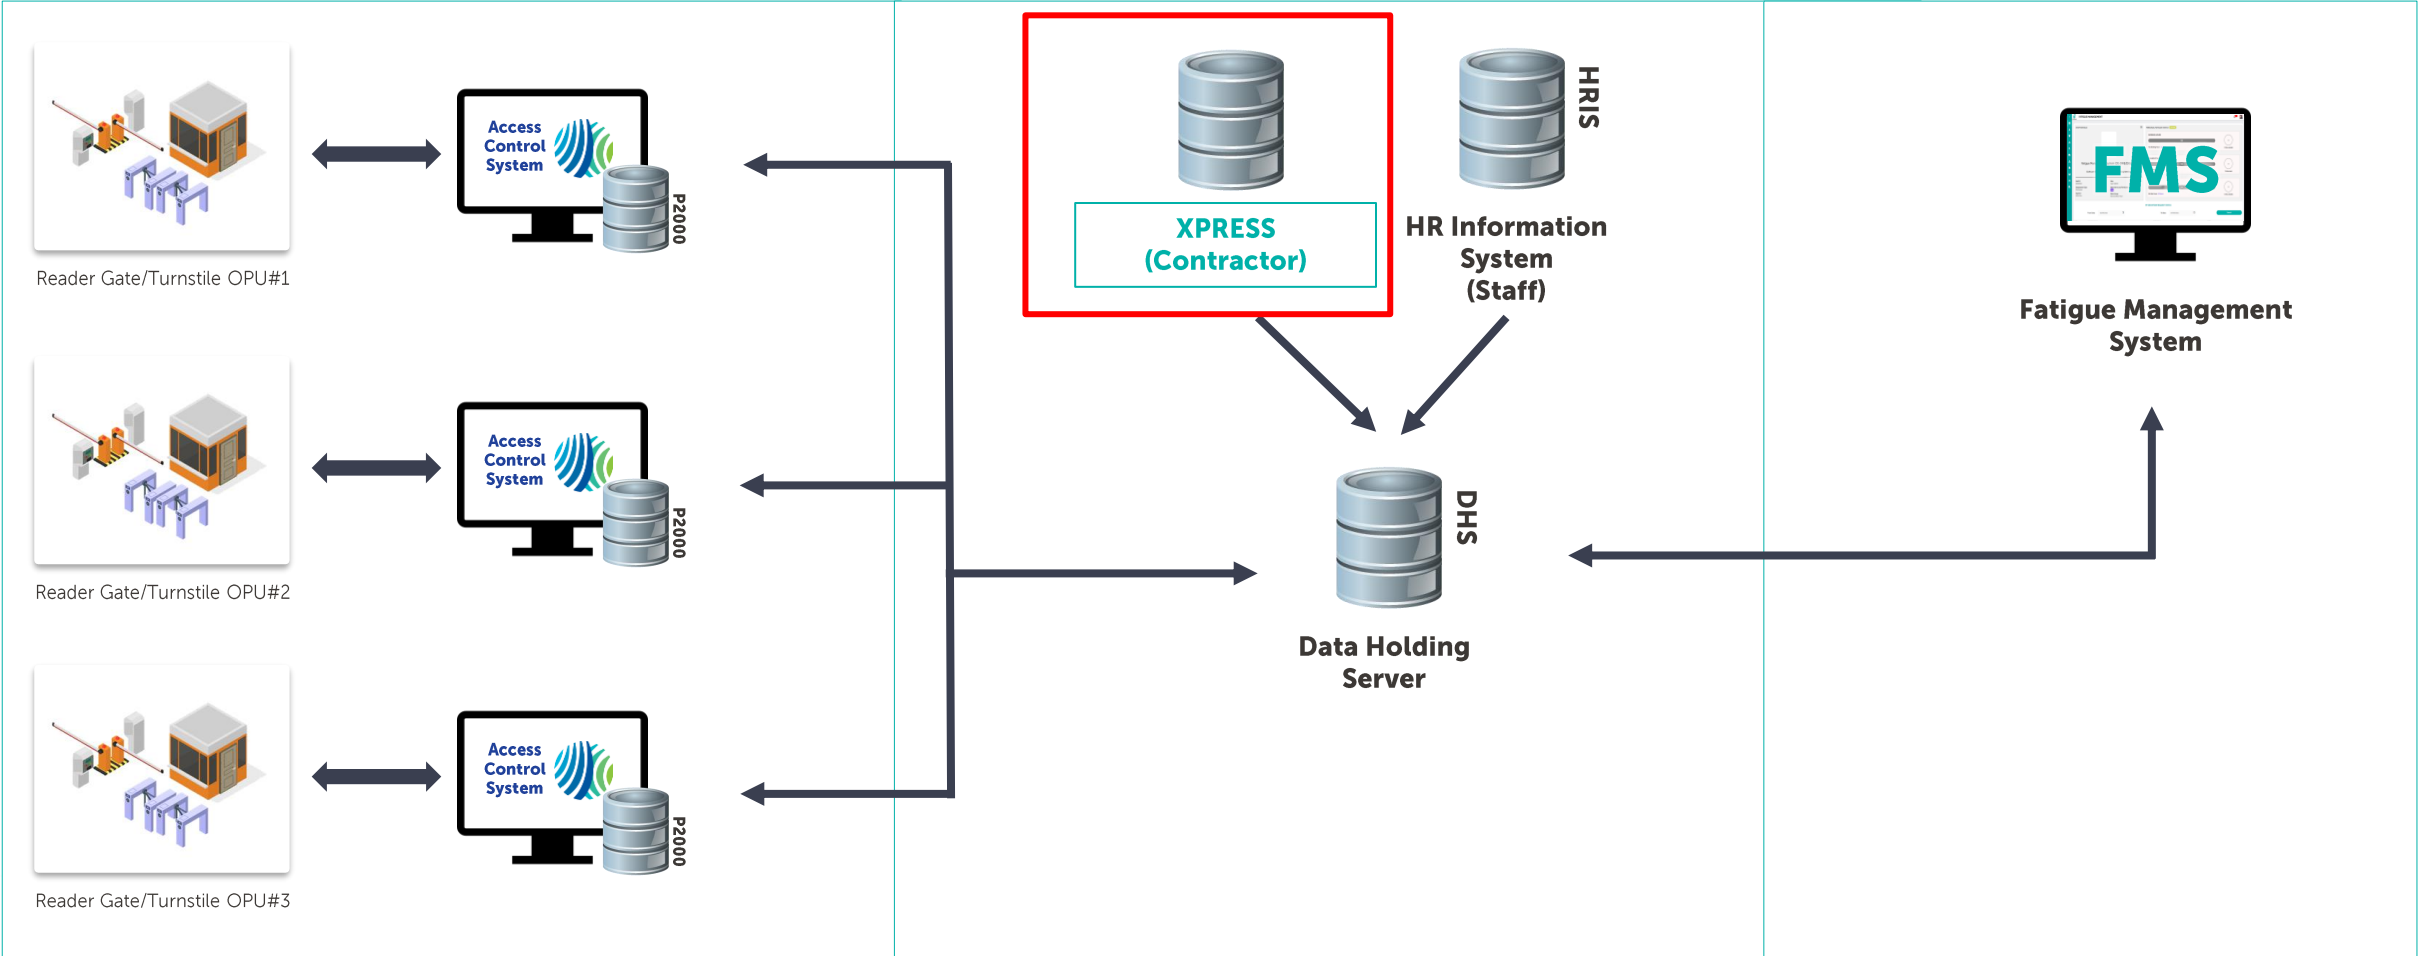 Access
Control
System
P2000
Reader Gate/Turnstile OPU#1
Access
Control
System
P2000
Reader Gate/Turnstile OPU#2
Access
Control
System
P2000
Reader Gate/Turnstile OPU#3
XPRESS
(Contractor)
HRIS
HR Information
System
(Staff)
DHS
Data Holding
Server
FMS
Fatigue Management
System